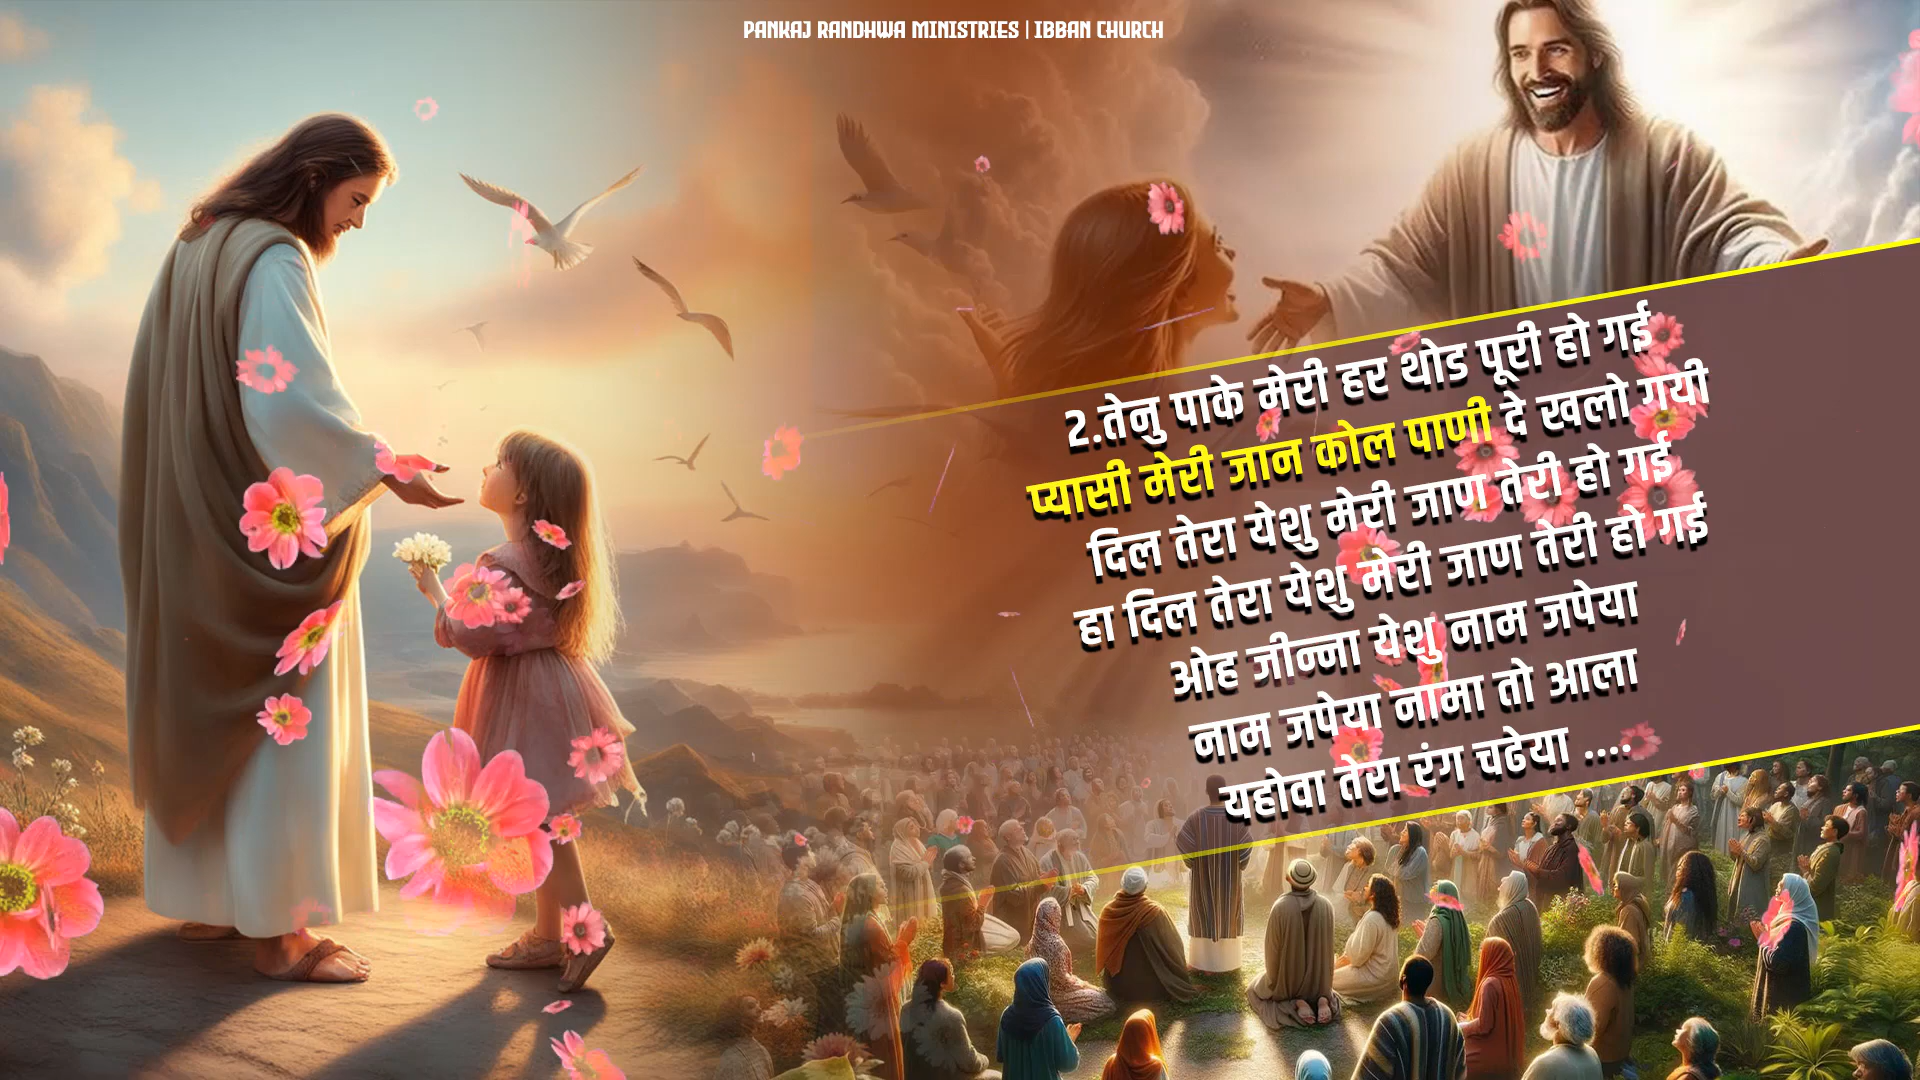 PANKAJ RANDHWA MINISTRIES | IBBAN CHURCH
2.तेनु पाके मेरी हर थोड पूरी हो गई
प्यासी मेरी जान कोल पाणी दे खलो गयी
दिल तेरा येशु मेरी जाण तेरी हो गई
हा दिल तेरा येशु मेरी जाण तेरी हो गई
ओह जीन्ना येशु नाम जपेया
नाम जपेया नामा तो आला
यहोवा तेरा रंग चढेया ....